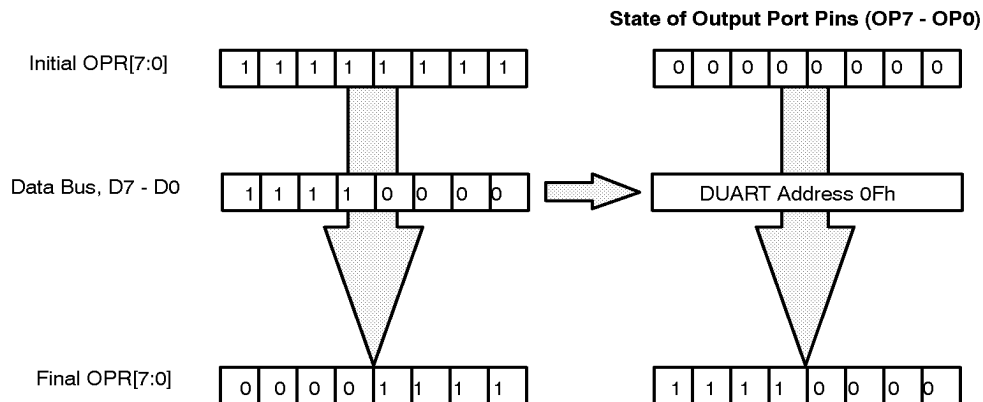 State of Output Port Pins (OP7 - OP0)
Initial OPR[7:0] 1 1 1 1 1 1 1 1 0 0 0 0 0 0 0 0
Data Bus, D7 - D0 1 1 1 1 0 0 0 0 DUART Address 0Fh
Final OPR[7:0] 0 0 0 0 1 1 1 1 1 1 1 1 0 0 0 0